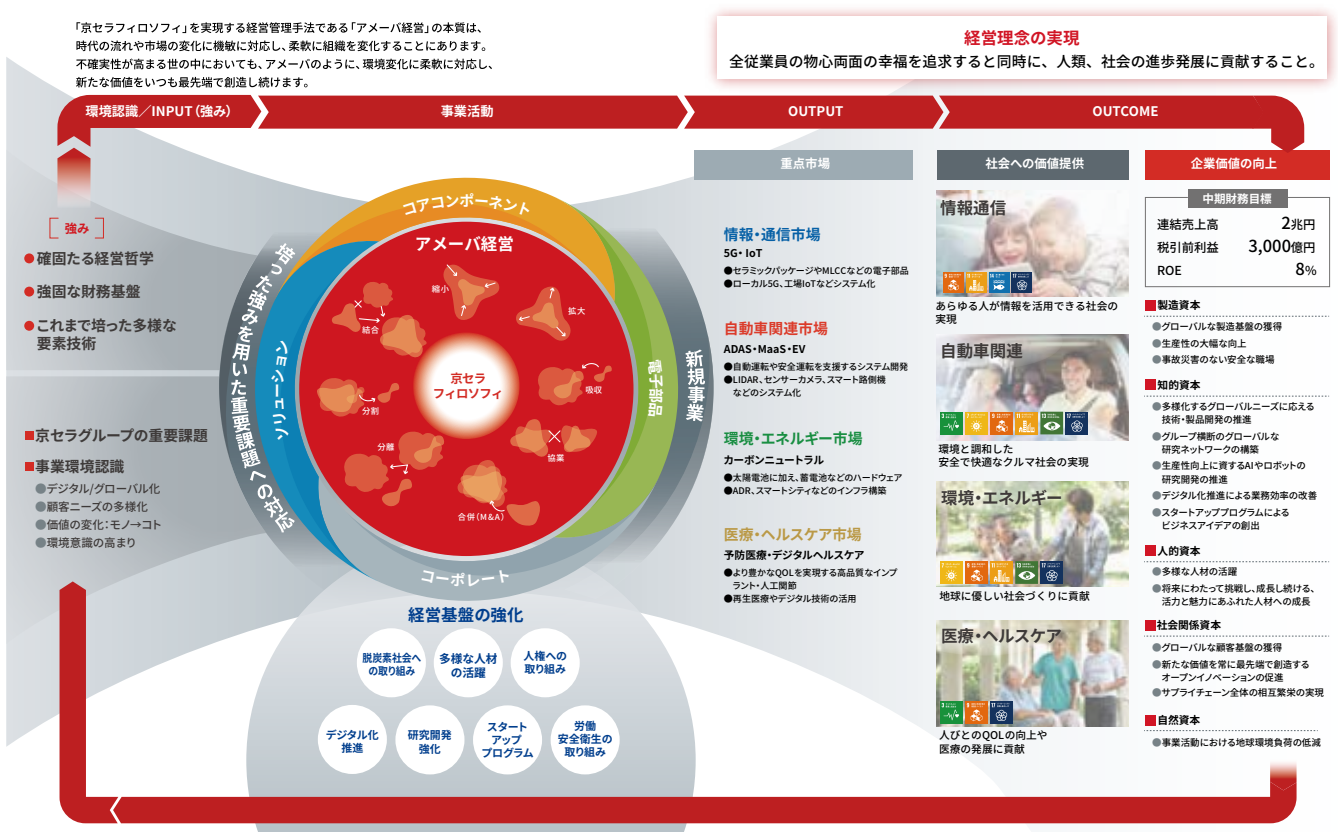 「京セラフィロソフィ」を実現する経営管理手法である「アメーバ経営」の本質は、
時代の流れや市場の変化に機敏に対応し、柔軟に組織を変化することにあります。
不確実性が高まる世の中においても、アメーバのように、環境変化に柔軟に対応し、
新たな価値をいつも最先端で創造し続けます。
経営理念の実現
全従業員の物心両面の幸福を追求すると同時に、人類、社会の進歩発展に貢献すること。
環境認識／INPUT（強み）
事業活動
OUTPUT
OUTCOME
強み
●確固たる経営哲学
●強固な財務基盤
●これまで培った多様な
要素技術
■京セラグループの重要課題
■事業環境認識
●デジタル/グローバル化
●顧客ニーズの多様化
●価値の変化：モノ→コト
●環境意識の高まり
培った強みを用いた重要課題への対応
コアコンポーネント
ソリューション
電子部品
コーポレート
新規事業
アメーバ経営
縮小
拡大
結合
吸収
分割
分離
協業
合併（M&A）
京セラ
フィロソフィ
経営基盤の強化
脱炭素社会へ
の取り組み
多様な人材
の活躍
人権への
取り組み
デジタル化
推進
研究開発
強化
スタート
アップ
プログラム
労働
安全衛生の
取り組み
重点市場
情報・通信市場
5G・IoT
●セラミックパッケージやMLCCなどの電子部品
●ローカル5G、工場IoTなどシステム化
自動車関連市場
ADAS・MaaS・EV
●自動運転や安全運転を支援するシステム開発
●LIDAR、センサーカメラ、スマート路側機
などのシステム化
環境・エネルギー市場
カーボンニュートラル
●太陽電池に加え、蓄電池などのハードウェア
●ADR、スマートシティなどのインフラ構築
医療・ヘルスケア市場
予防医療・デジタルヘルスケア
●より豊かなQOLを実現する高品質なインプ
ラント・人工関節
●再生医療やデジタル技術の活用
社会への価値提供
情報通信
9 11 14 17
あらゆる人が情報を活用できる社会の
実現
自動車関連
3 7 9 11 13 17
環境と調和した
安全で快適なクルマ社会の実現
環境・エネルギー
7 9 11 13 17
地球に優しい社会づくりに貢献
医療・ヘルスケア
3 9 17
人びとのQOLの向上や
医療の発展に貢献
企業価値の向上
中期財務目標
連結売上高 2兆円
税引前利益 3,000億円
ROE 8%
■製造資本
●グローバルな製造基盤の獲得
●生産性の大幅な向上
●事故災害のない安全な職場
■知的資本
●多様化するグローバルニーズに応える
技術・製品開発の推進
●グループ横断のグローバルな
研究ネットワークの構築
●生産性向上に資するAIやロボットの
研究開発の推進
●デジタル化推進による業務効率の改善
●スタートアッププログラムによる
ビジネスアイデアの創出
■人的資本
●多様な人材の活躍
●将来にわたって挑戦し、成長し続ける、
活力と魅力にあふれた人材への成長
■社会関係資本
●グローバルな顧客基盤の獲得
●新たな価値を常に最先端で創造する
オープンイノベーションの促進
●サプライチェーン全体の相互繁栄の実現
■自然資本
●事業活動における地球環境負荷の低減